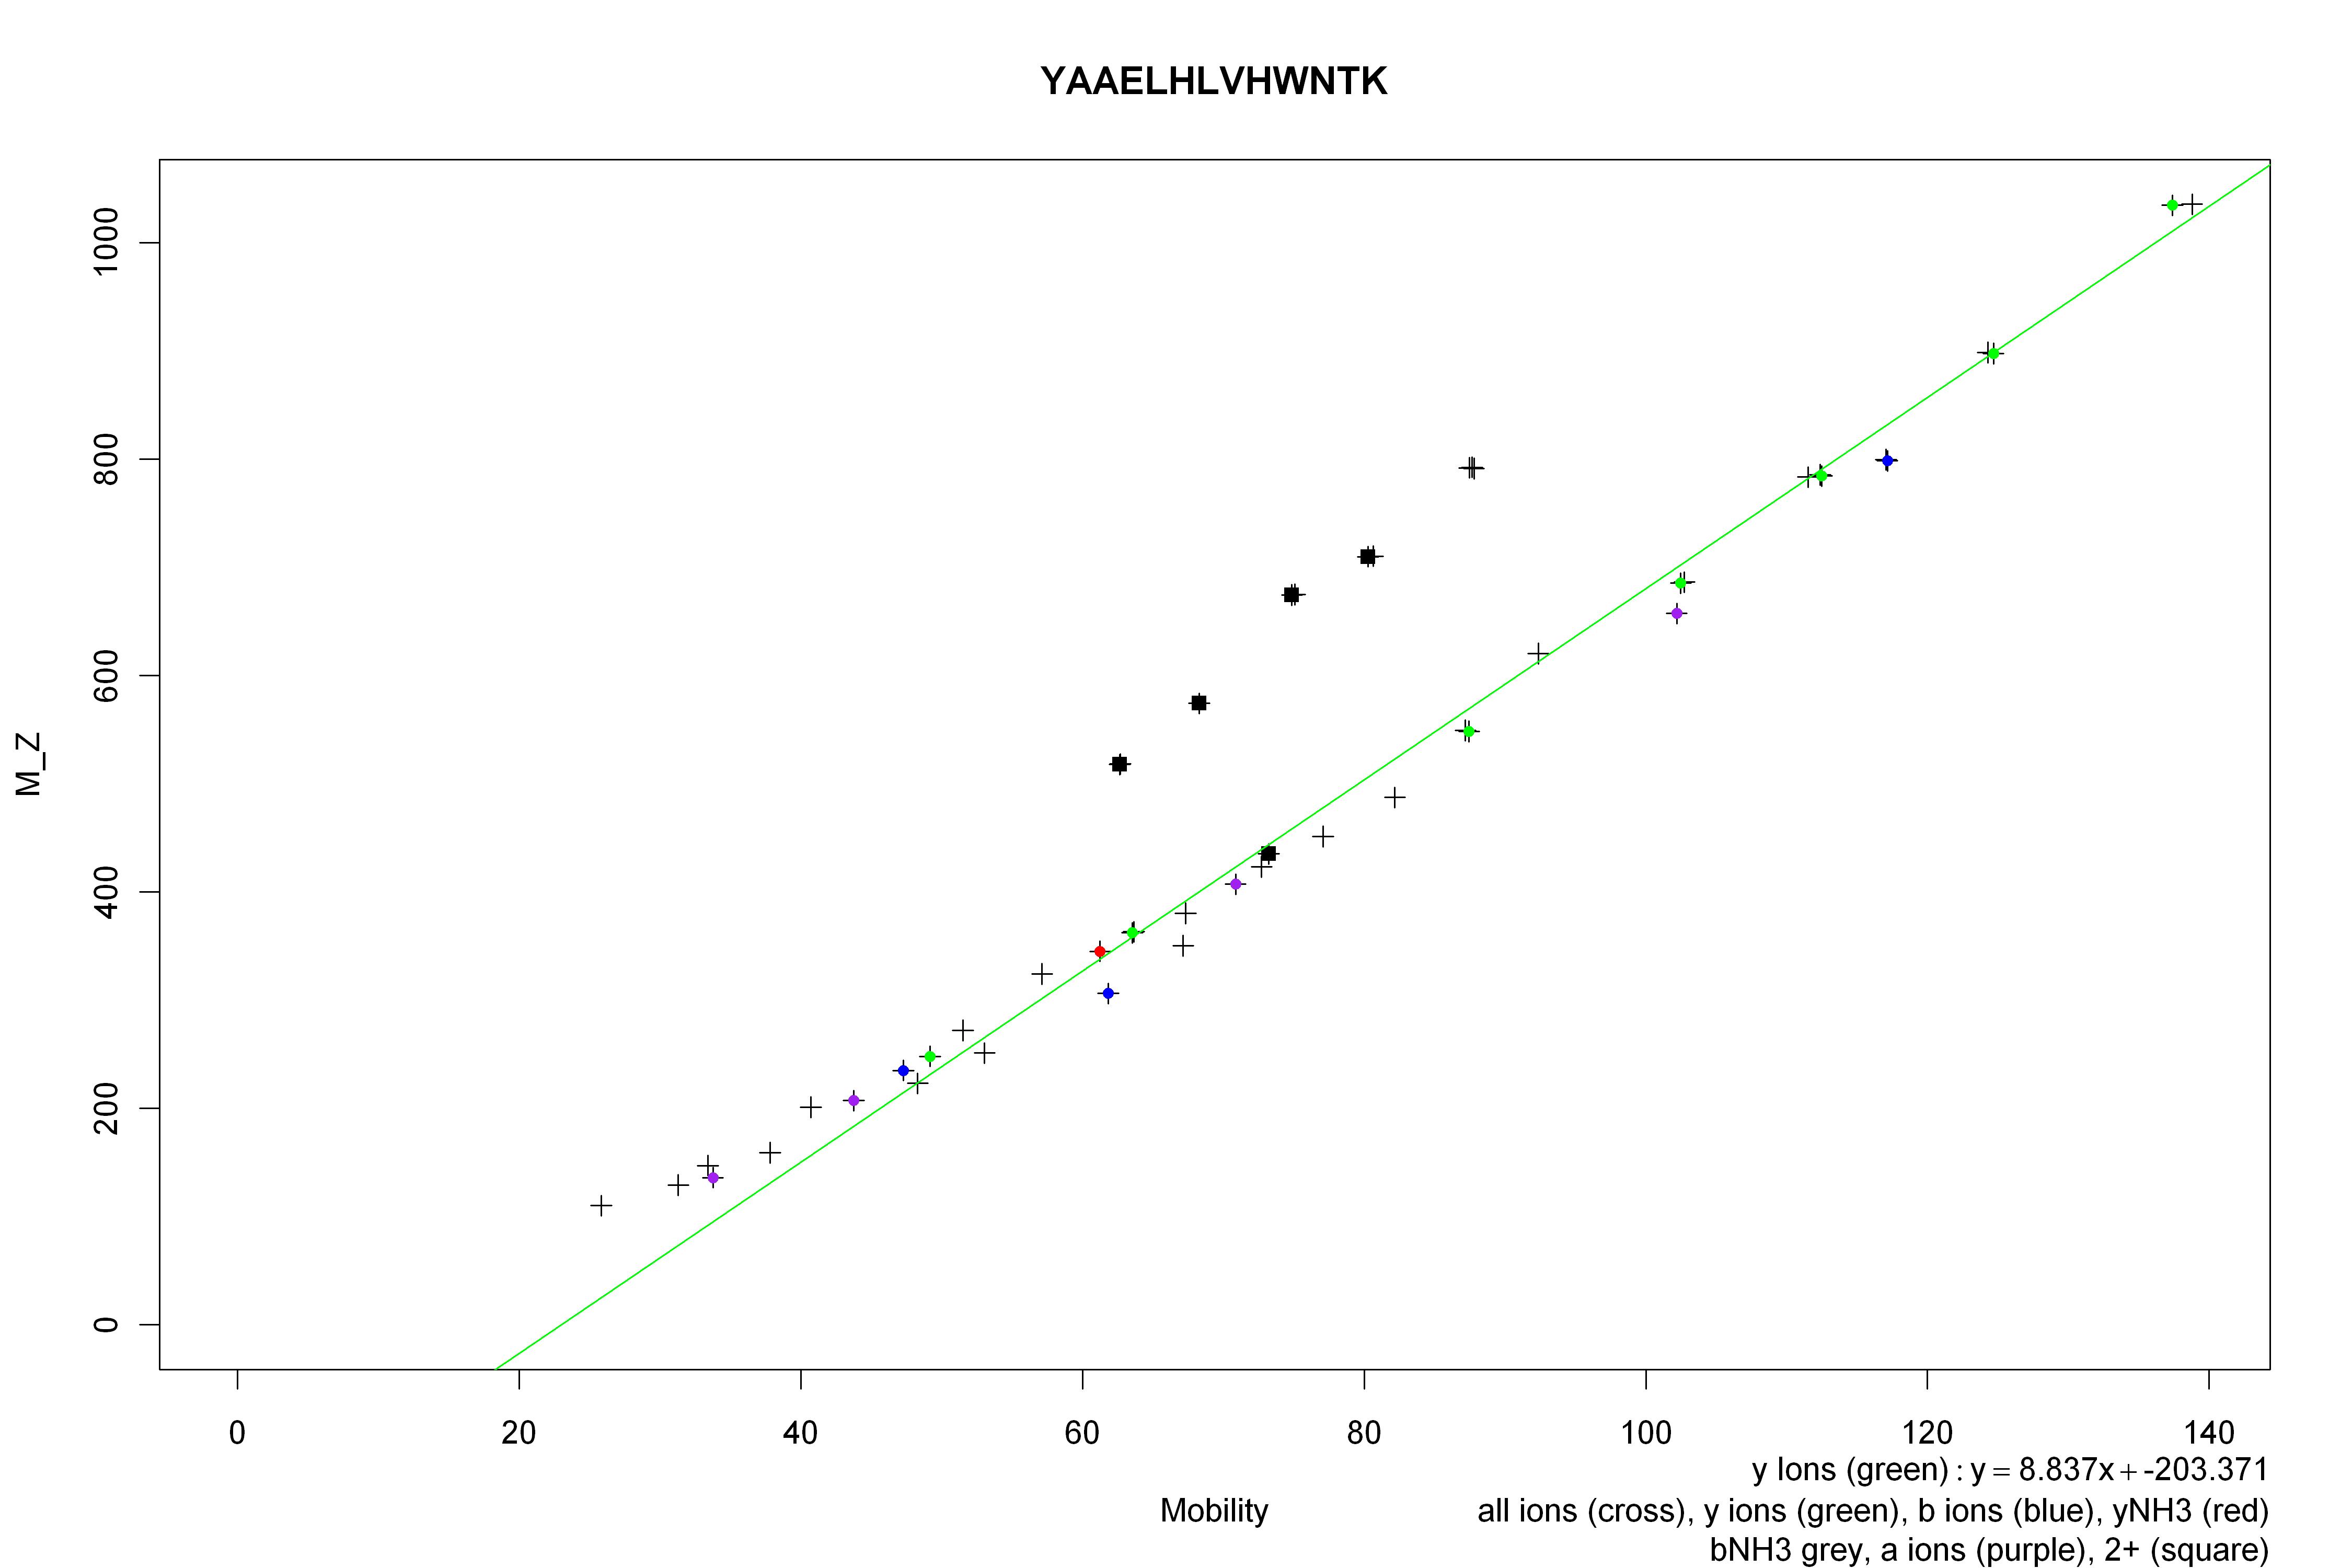 YAAELHLVHWNTK
1000
800
600
400
200
0
M_Z
0 20 40 60 80 100 120 140
y Ions (green) : y = 8.837x + -203.371
Mobility
all ions (cross), y ions (green), b ions (blue), yNH3 (red)
bNH3 grey, a ions (purple), 2+ (square)